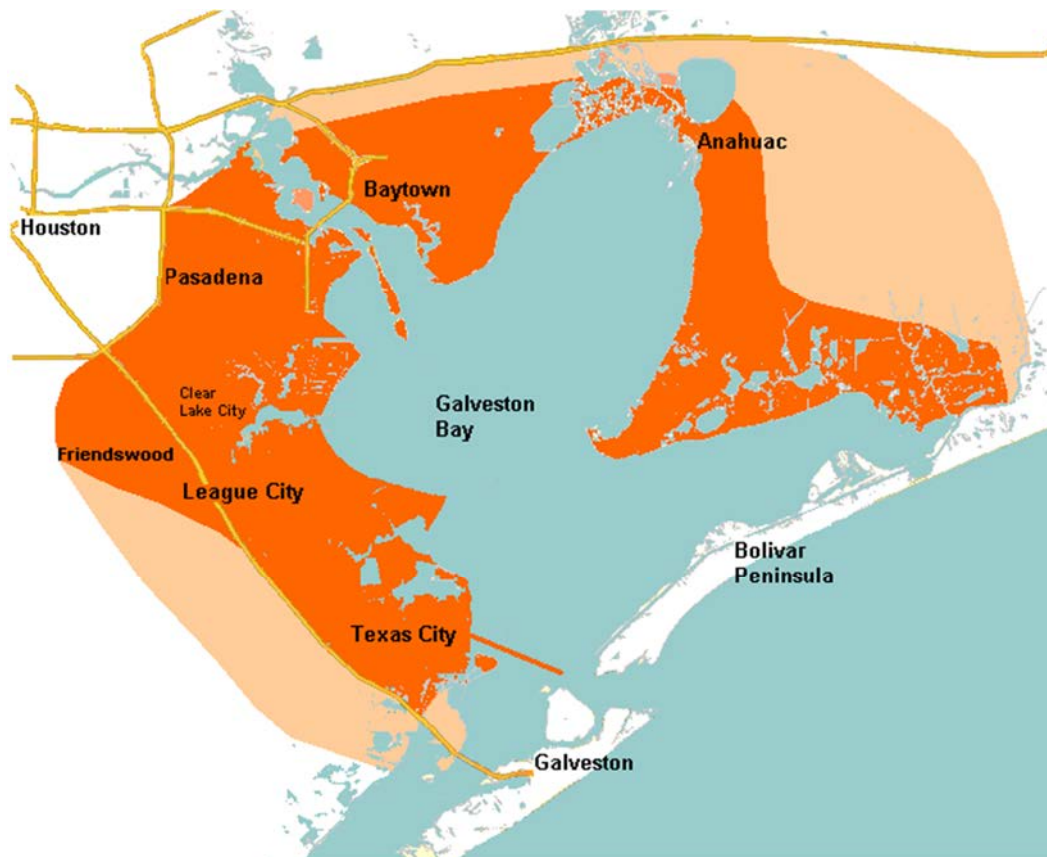 Anahuac
Baytown
Houston
Pasadena
Clear
Lake City
Galveston
Bay
Friendswood
League City
Bolivar
Peninsula
Texas City
Galveston